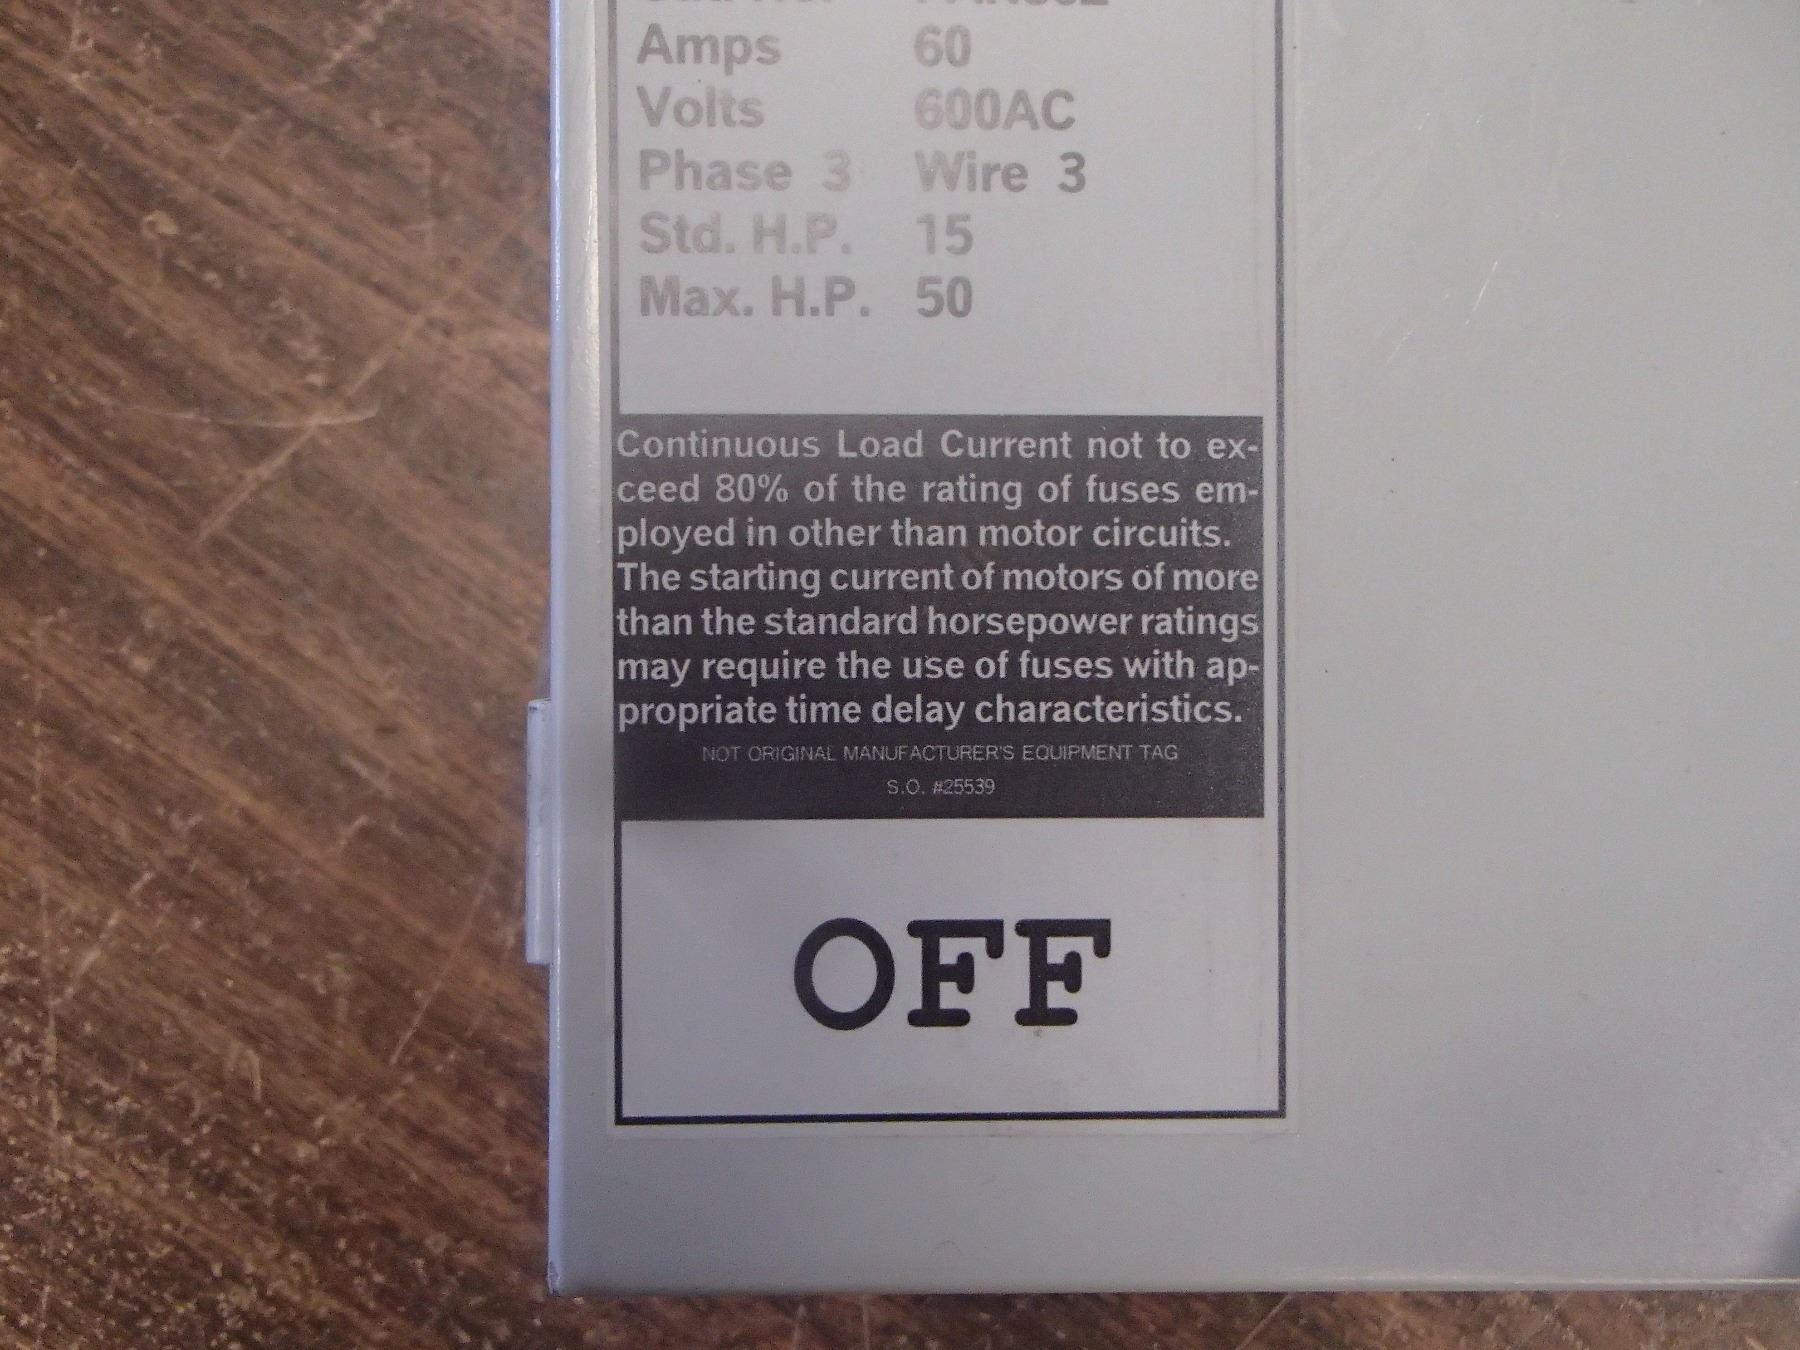 Amps 60
Volts 600AC
Phase 3 Wire 3
Std. H.P. 15
Max. H.P. 50
Continuous Load Current not to ex-
ceed 80% of the rating of fuses em-
ployed in other than motor circuits.
The starting current of motors of more
than the standard horsepower ratings
may require the use of fuses with ap-
propriate time delay characteristics.
NOT ORIGINAL MANUFACTURER'S EQUIPMENT TAG
S.O. #25539
OFF